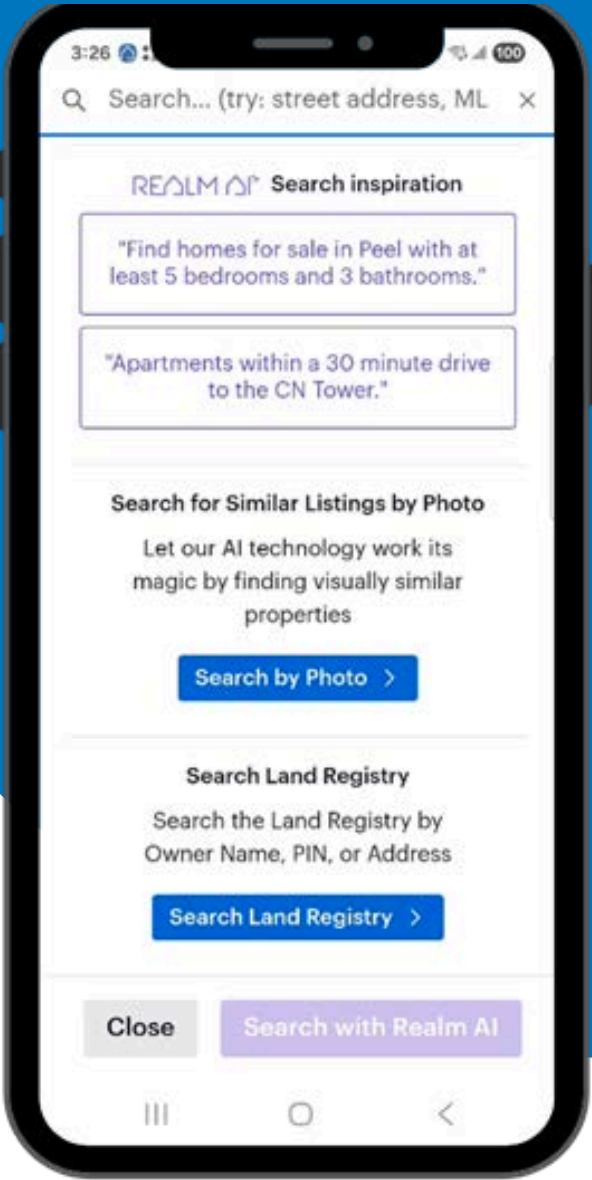 3:26
100
Search... (try: street address, ML
REALM AI Search inspiration
"Find homes for sale in Peel with at
least 5 bedrooms and 3 bathrooms."
"Apartments within a 30 minute drive
to the CN Tower."
Search for Similar Listings by Photo
Let our AI technology work its
magic by finding visually similar
properties
Search by Photo
Search Land Registry
Search the Land Registry by
Owner Name, PIN, or Address
Search Land Registry
Close
Search with Realm AI